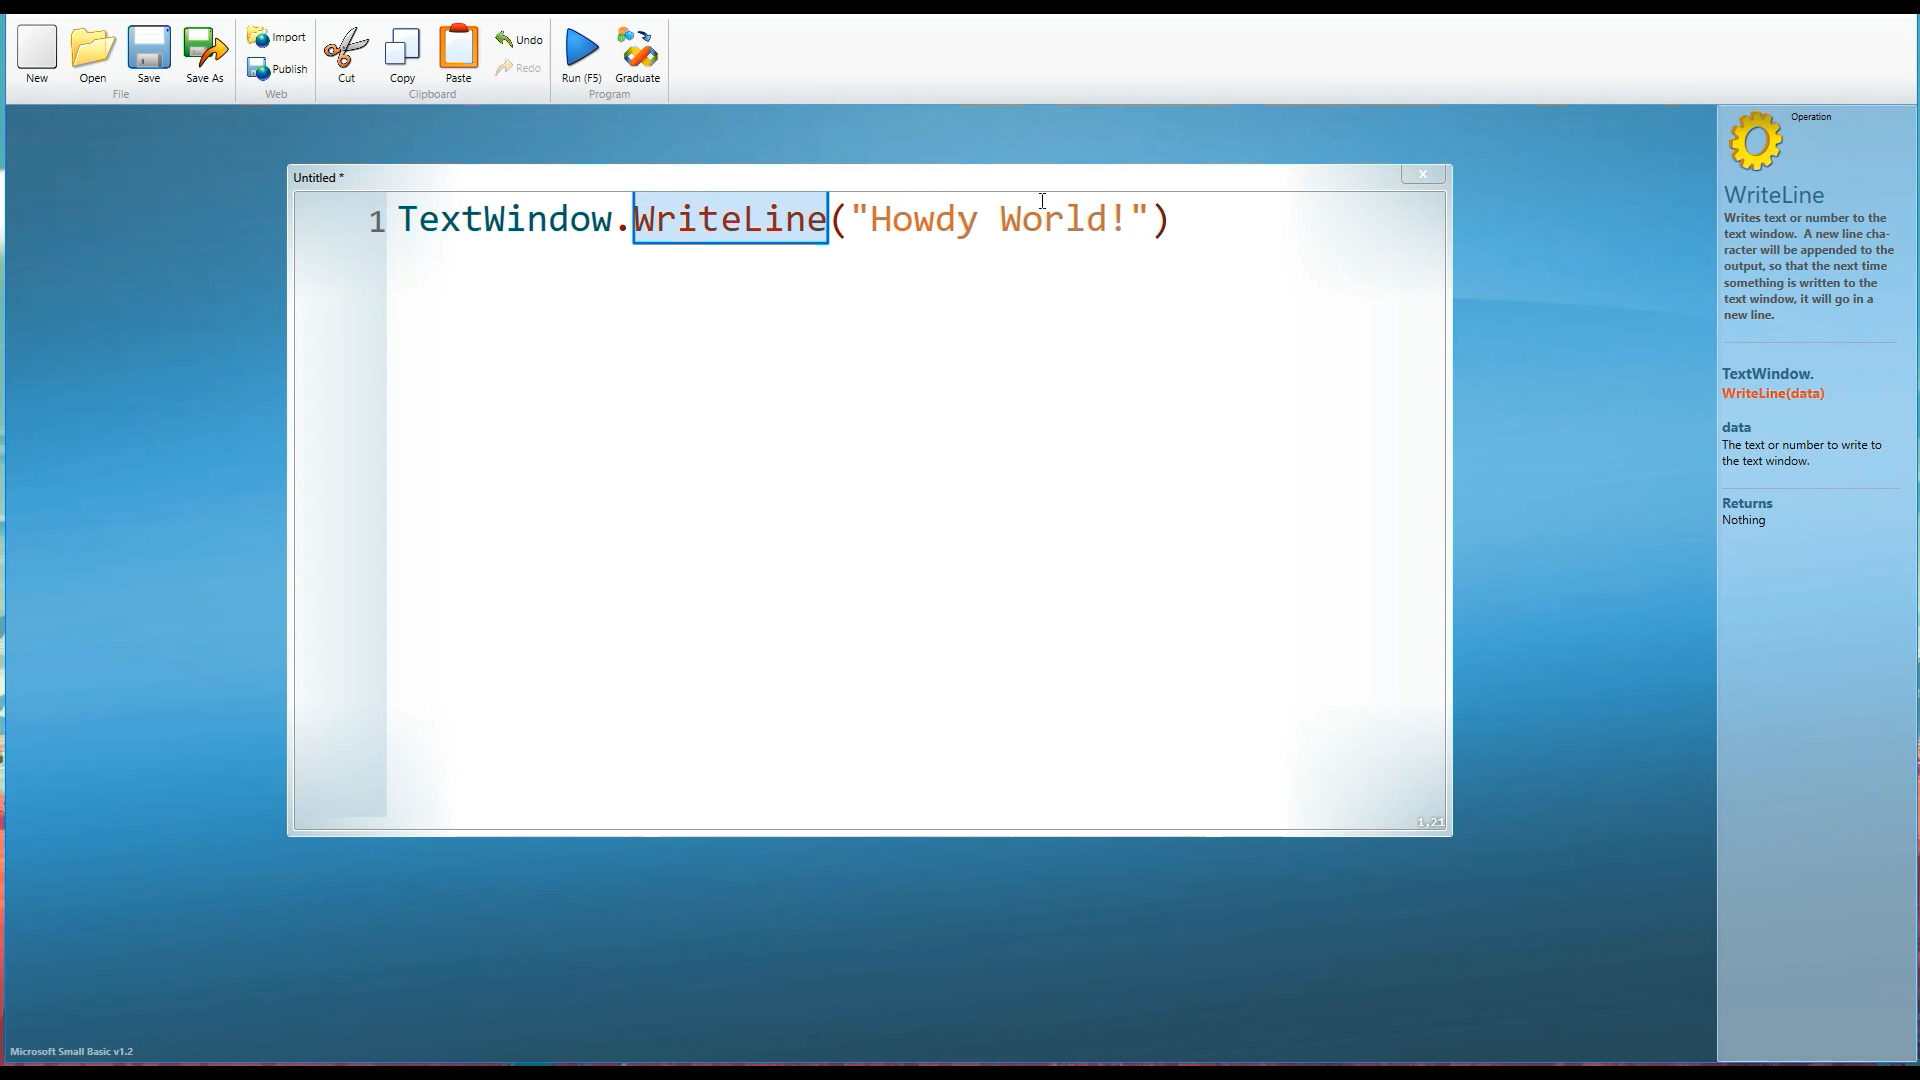 New
Open
Save
Save As
File
Import
Publish
Web
Cut
Copy
Paste
Undo
Redo
Clipboard
Run (F5)
Graduate
Program
Untitled *
x
1 TextWindow.WriteLine("Howdy World!")
1,21
Operation
WriteLine
Writes text or number to the
text window.  A new line cha-
racter will be appended to the
output, so that the next time
something is written to the
text window, it will go in a
new line.
TextWindow.
WriteLine(data)
data
The text or number to write to
the text window.
Returns
Nothing
Microsoft Small Basic v1.2